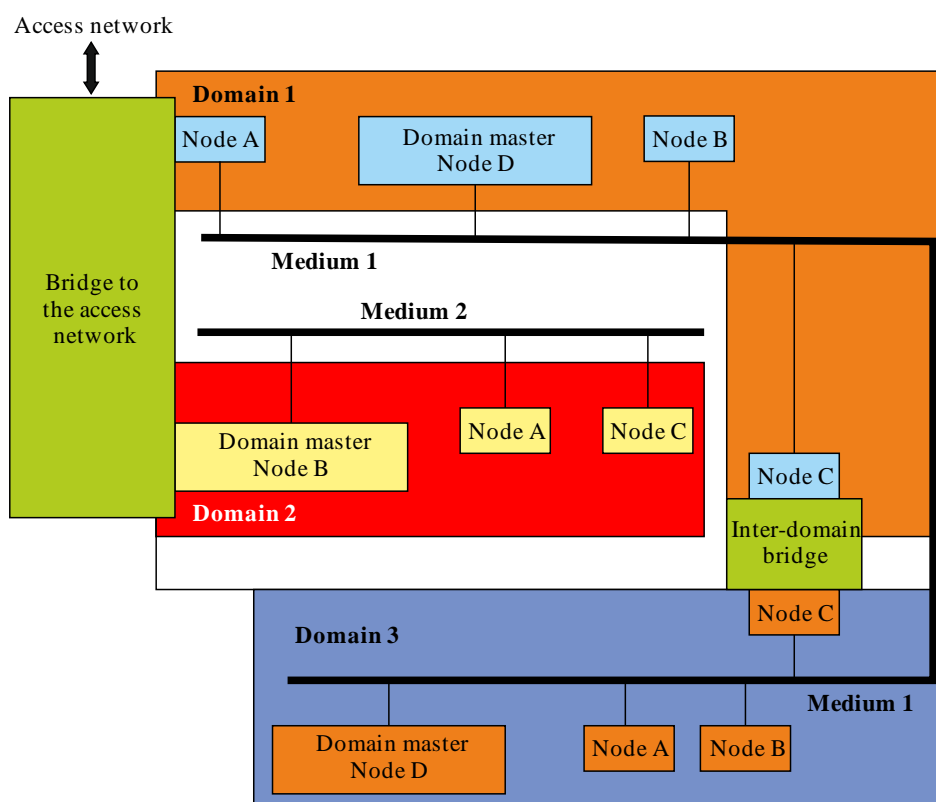 Access network
Domain 1
Node A
Domain master
Node D
Node B
Medium 1
Bridge to
the access
network
Medium 2
Domain master
Node B
Node A
Node C
Domain 2
Node C
Inter-domain
bridge
Node C
Domain 3
Medium 1
Domain master
Node D
Node A
Node B